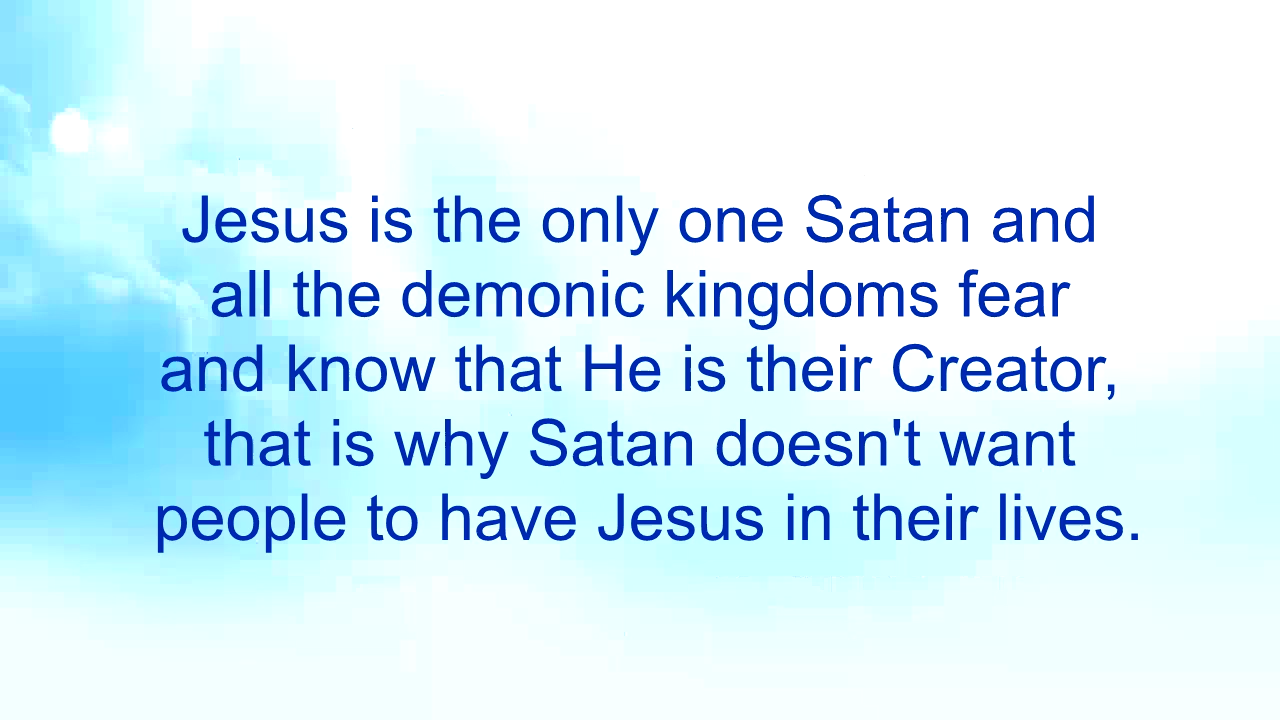 Jesus is the only one Satan and
all the demonic kingdoms fear
and know that He is their Creator,
that is why Satan doesn't want
people to have Jesus in their lives.